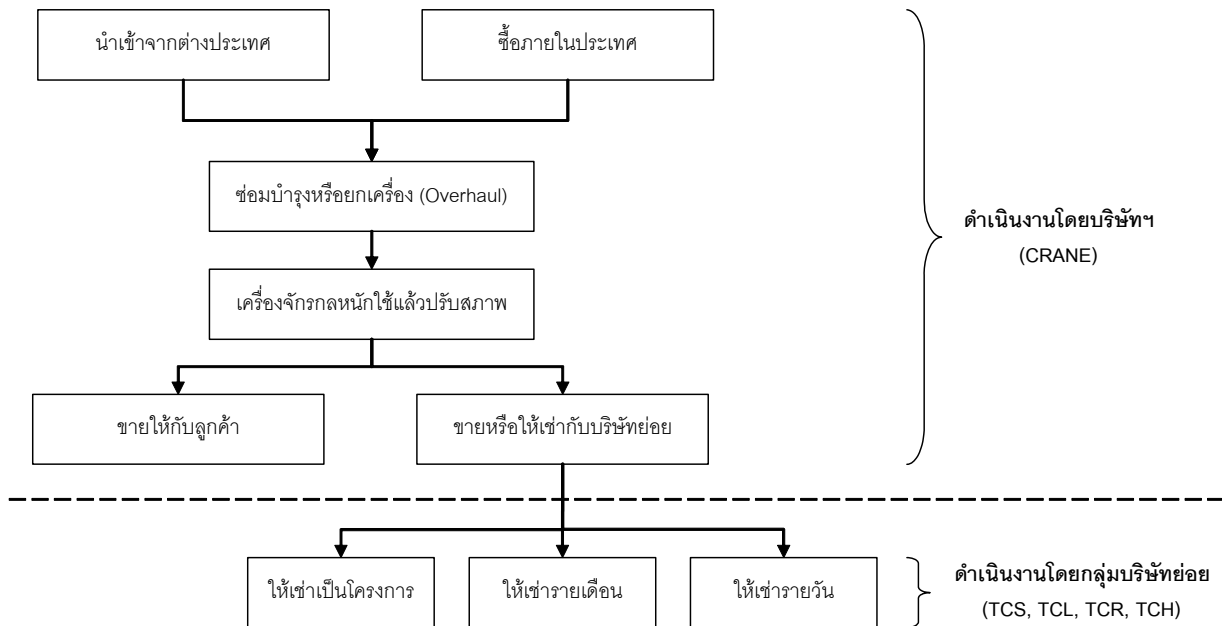 นำเข้าจากต่างประเทศ
ซื้อภายในประเทศ
ซ่อมบำรุงหรือยกเครื่อง (Overhaul)
ดำเนินงานโดยบริษัทฯ
(CRANE)
เครื่องจักรกลหนักใช้แล้วปรับสภาพ
ขายให้กับลูกค้า
ขายหรือให้เช่ากับบริษัทย่อย
ให้เช่าเป็นโครงการ
ให้เช่ารายเดือน
ให้เช่ารายวัน
ดำเนินงานโดยกลุ่มบริษัทย่อย
(TCS, TCL, TCR, TCH)